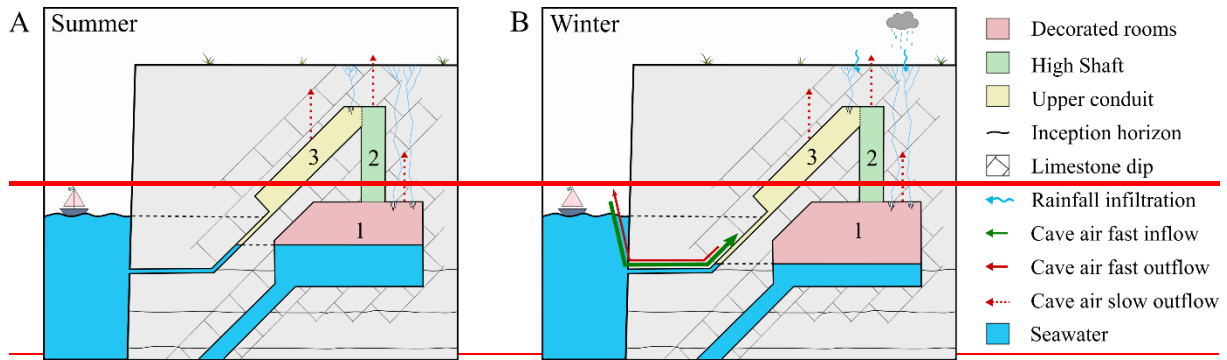 A
Summer
3
2
1
B
Winter
3
2
1
Decorated rooms
High Shaft
Upper conduit
Inception horizon
Limestone dip
Rainfall infiltration
Cave air fast inflow
Cave air fast outflow
Cave air slow outflow
Seawater